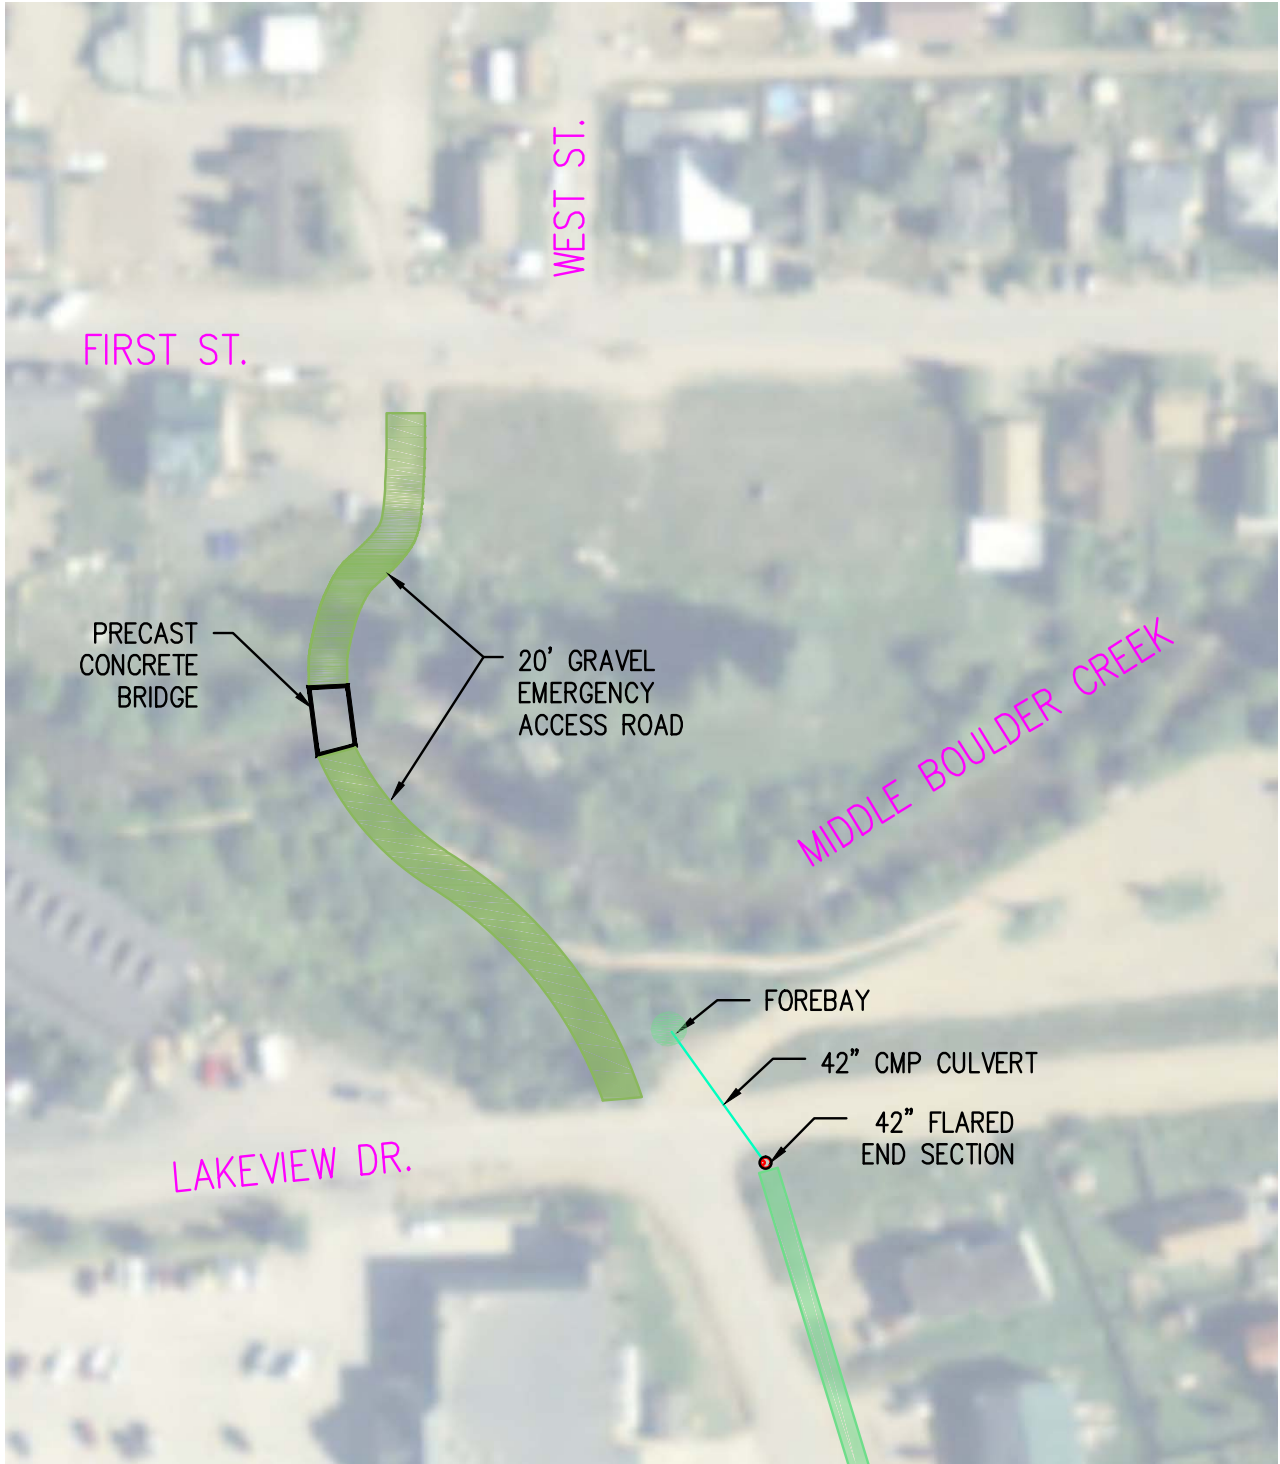 WEST ST.
FIRST ST.
PRECAST
CONCRETE
BRIDGE
20' GRAVEL
EMERGENCY
ACCESS ROAD
MIDDLE BOULDER CREEK
FOREBAY
42" CMP CULVERT
42" FLARED
END SECTION
LAKEVIEW DR.